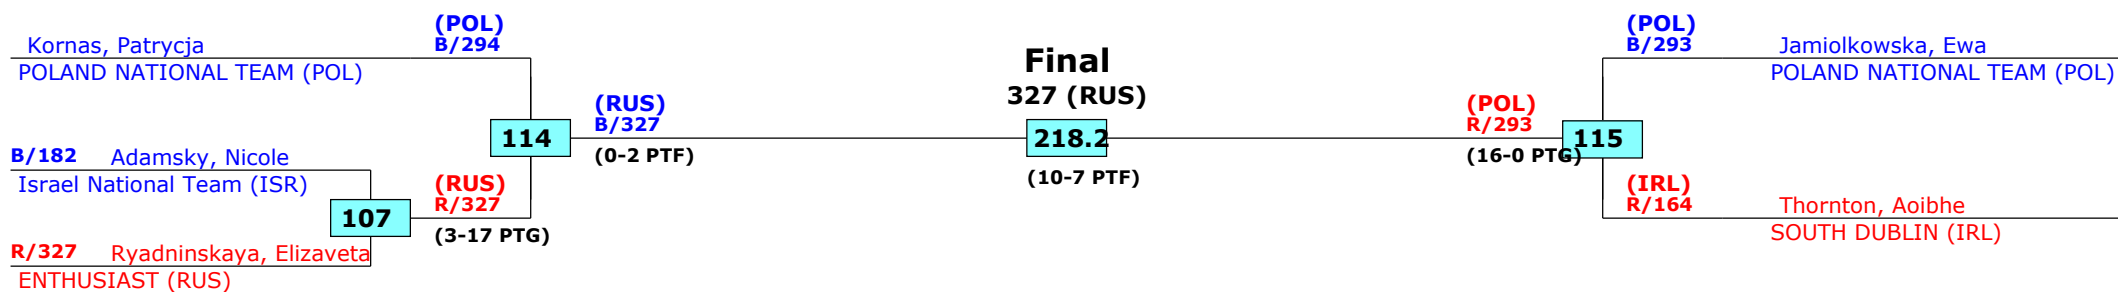 Kornas, Patrycja
POLAND NATIONAL TEAM (POL)
(POL)
B/294
B/182 Adamsky, Nicole
Israel National Team (ISR)
R/327 Ryadninskaya, Elizaveta
ENTHUSIAST (RUS)
107
(RUS)
R/327
(3-17 PTG)
114
(RUS)
B/327
(0-2 PTF)
Final
327 (RUS)
218.2
(10-7 PTF)
(POL)
R/293
(16-0 PTG)
115
(POL)
B/293
Jamiolkowska, Ewa
POLAND NATIONAL TEAM (POL)
(IRL)
R/164
Thornton, Aoibhe
SOUTH DUBLIN (IRL)